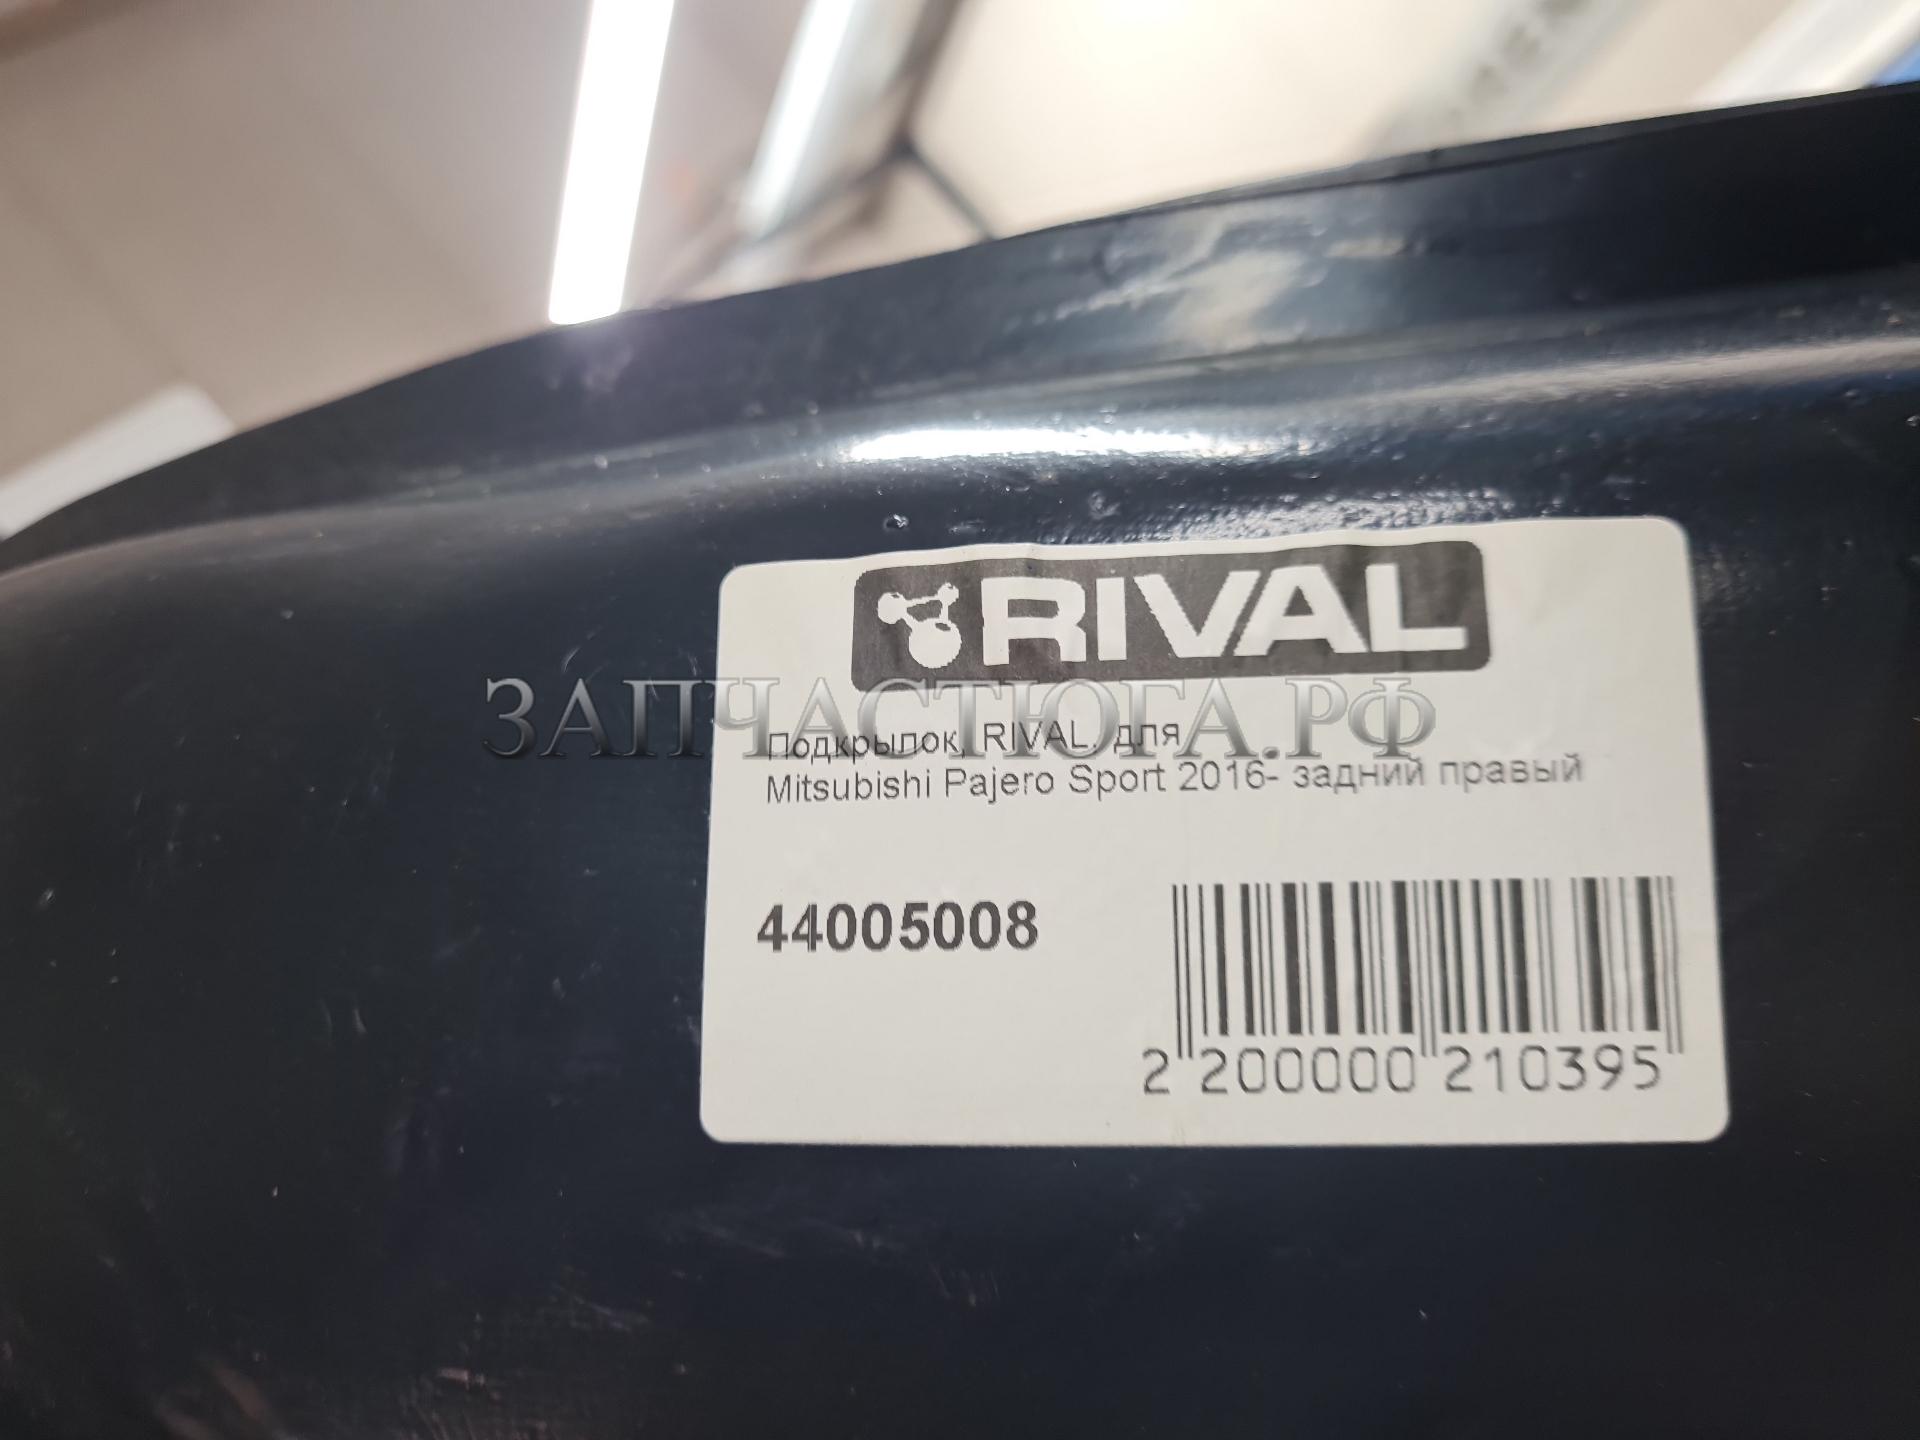 RIVAL
ЗАПЧАСТЮГА.РФ
Подкрылок, RIVAL, для
Mitsubishi Pajero Sport 2016- задний правый
44005008
2 200000 210395